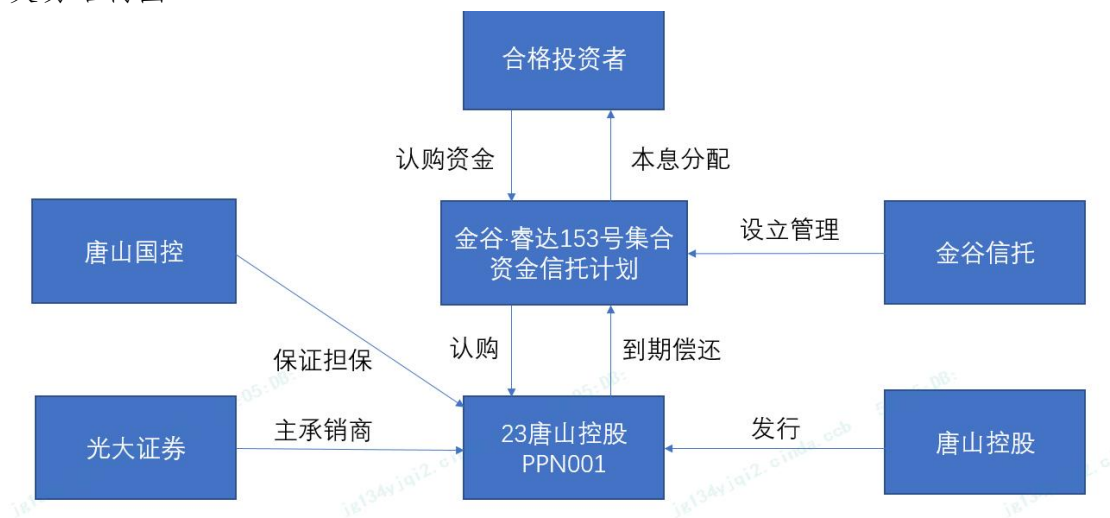 合格投资者
认购资金
本息分配
唐山国控
金谷·睿达153号集合
资金信托计划
设立管理
金谷信托
保证担保
认购
到期偿还
光大证券
主承销商
23唐山控股
PPN001
发行
唐山控股